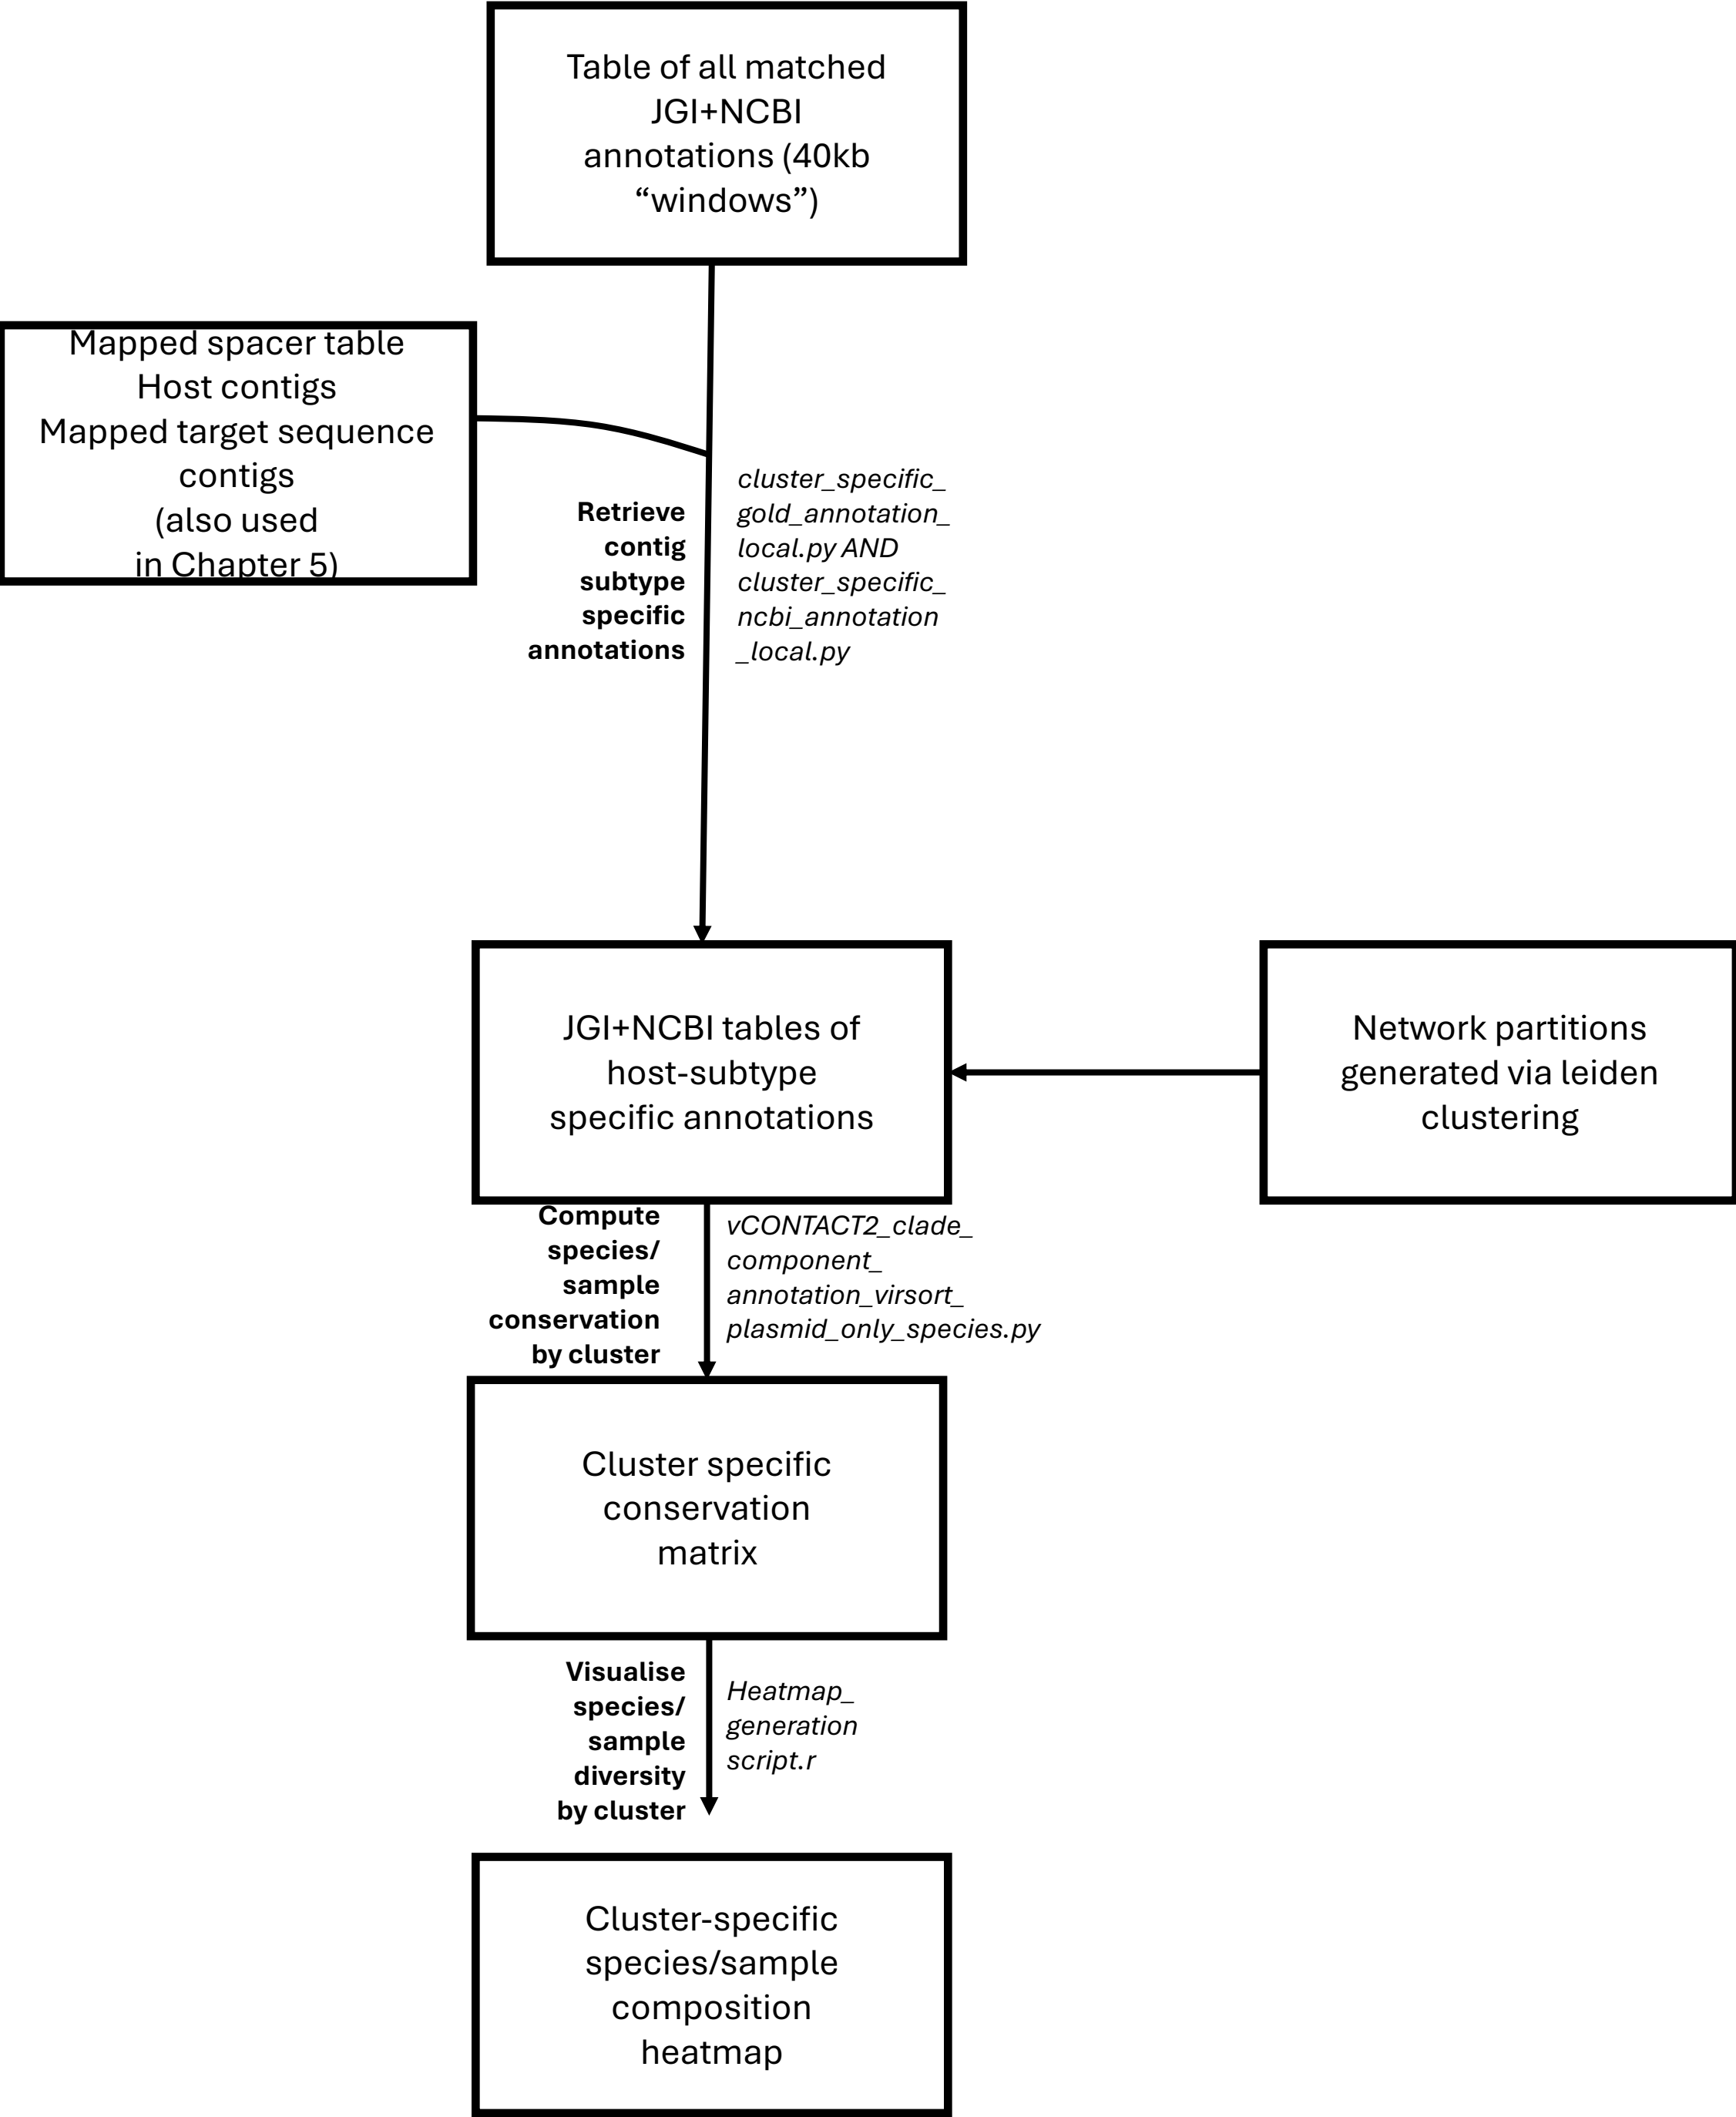 Table of all matched
JGI+NCBI
annotations (40kb
“windows”)
Mapped spacer table
Host contigs
Mapped target sequence
contigs
(also used
in Chapter 5)
Retrieve
contig
subtype
specific
annotations
cluster_specific_
gold_annotation_
local.py AND
cluster_specific_
ncbi_annotation
_local.py
JGI+NCBI tables of
host-subtype
specific annotations
Network partitions
generated via leiden
clustering
Compute
species/
sample
conservation
by cluster
vCONTACT2_clade_
component_
annotation_virsort_
plasmid_only_species.py
Cluster specific
conservation
matrix
Visualise
species/
sample
diversity
by cluster
Heatmap_
generation
script.r
Cluster-specific
species/sample
composition
heatmap